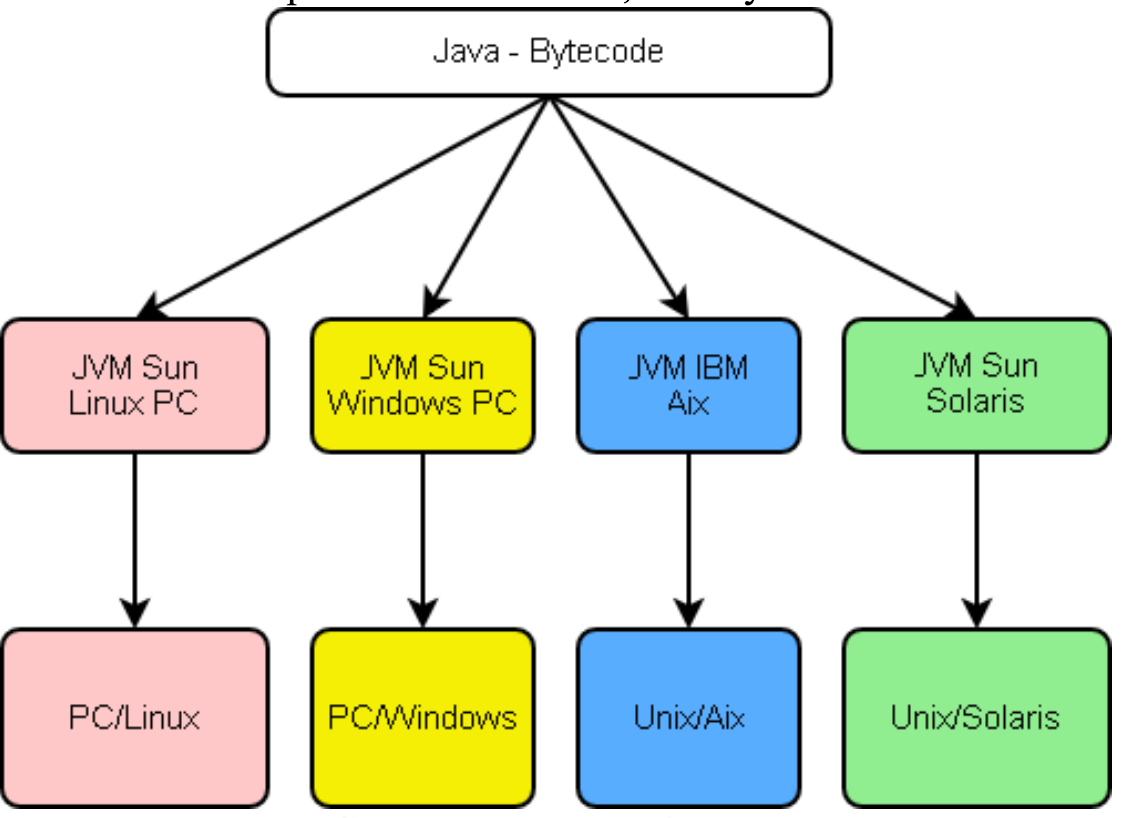 Java - Bytecode
JVM Sun
Linux PC
JVM Sun
Windows PC
JVM IBM
Aix
JVM Sun
Solaris
PC/Linux
PC/Windows
Unix/Aix
Unix/Solaris